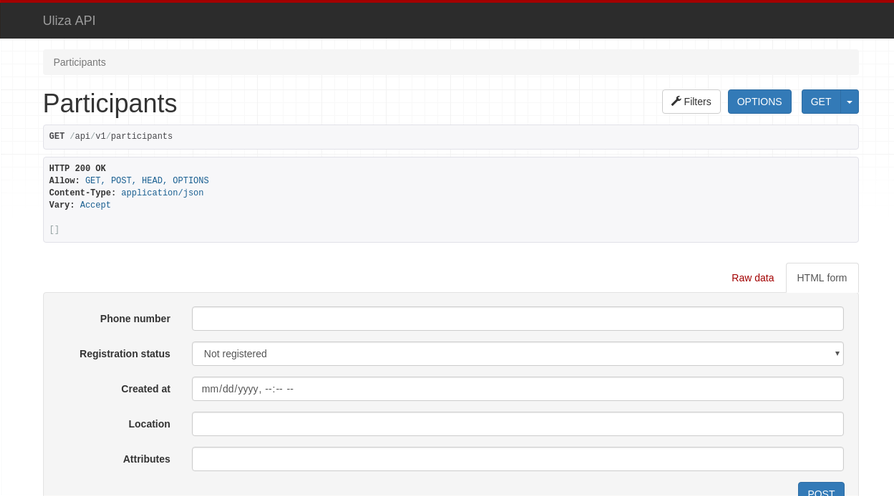 Uliza API
Participants
Participants
Filters
OPTIONS
GET
GET /api/v1/participants
HTTP 200 OK
Allow: GET, POST, HEAD, OPTIONS
Content-Type: application/json
Vary: Accept
[]
Raw data
HTML form
Phone number
Registration status
Not registered
Created at
mm/dd/yyyy, --:-- --
Location
Attributes
POST